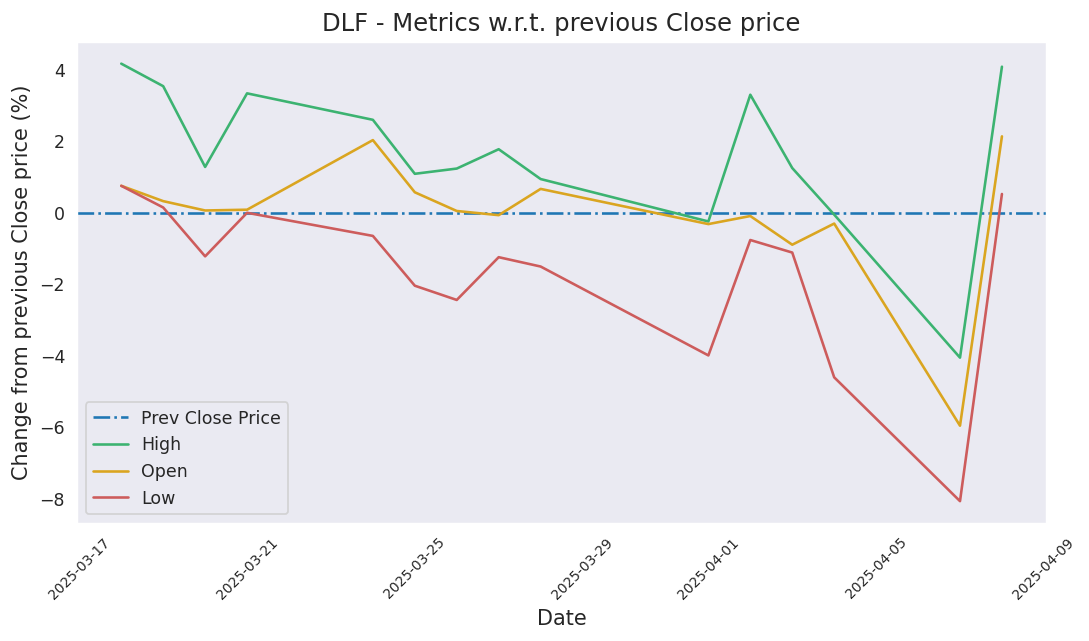 DLF - Metrics w.r.t. previous Close price
Change from previous Close price (%)
4
2
0
−2
−4
−6
−8
Prev Close Price
High
Open
Low
2025-03-17
2025-03-21
2025-03-25
2025-03-29
2025-04-01
2025-04-05
2025-04-09
Date